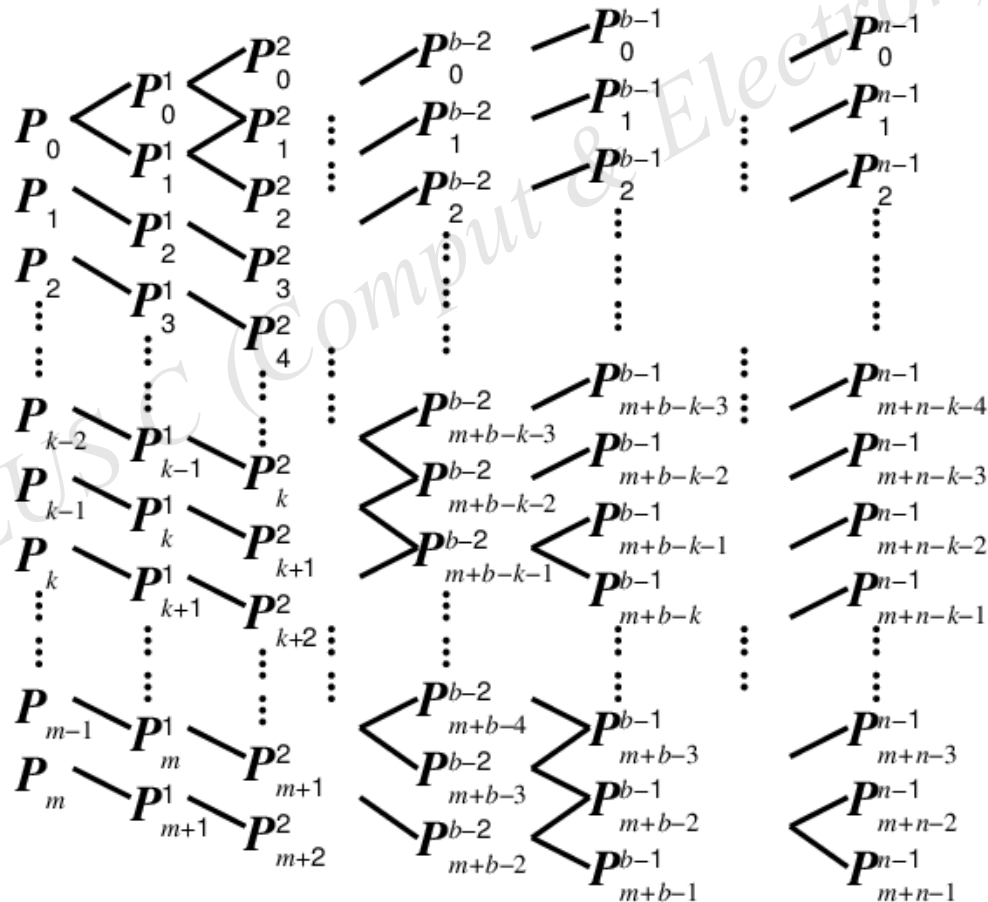 P_0
P_1
P_2
P_{k−2}
P_{k−1}
P_k
P_{m−1}
P_m
P^1_0
P^1_1
P^1_2
P^1_3
P^1_{k−1}
P^1_k
P^1_{k+1}
P^1_m
P^1_{m+1}
P^2_0
P^2_1
P^2_2
P^2_3
P^2_4
P^2_k
P^2_{k+1}
P^2_{k+2}
P^2_{m+1}
P^2_{m+2}
P^{b−2}_0
P^{b−2}_1
P^{b−2}_2
P^{b−2}_{m+b−k−3}
P^{b−2}_{m+b−k−2}
P^{b−2}_{m+b−k−1}
P^{b−2}_{m+b−4}
P^{b−2}_{m+b−3}
P^{b−2}_{m+b−2}
P^{b−1}_0
P^{b−1}_1
P^{b−1}_2
P^{b−1}_{m+b−k−3}
P^{b−1}_{m+b−k−2}
P^{b−1}_{m+b−k−1}
P^{b−1}_{m+b−k}
P^{b−1}_{m+b−3}
P^{b−1}_{m+b−2}
P^{b−1}_{m+b−1}
P^{n−1}_0
P^{n−1}_1
P^{n−1}_2
P^{n−1}_{m+n−k−4}
P^{n−1}_{m+n−k−3}
P^{n−1}_{m+n−k−2}
P^{n−1}_{m+n−k−1}
P^{n−1}_{m+n−3}
P^{n−1}_{m+n−2}
P^{n−1}_{m+n−1}
USC (Comput & Electron